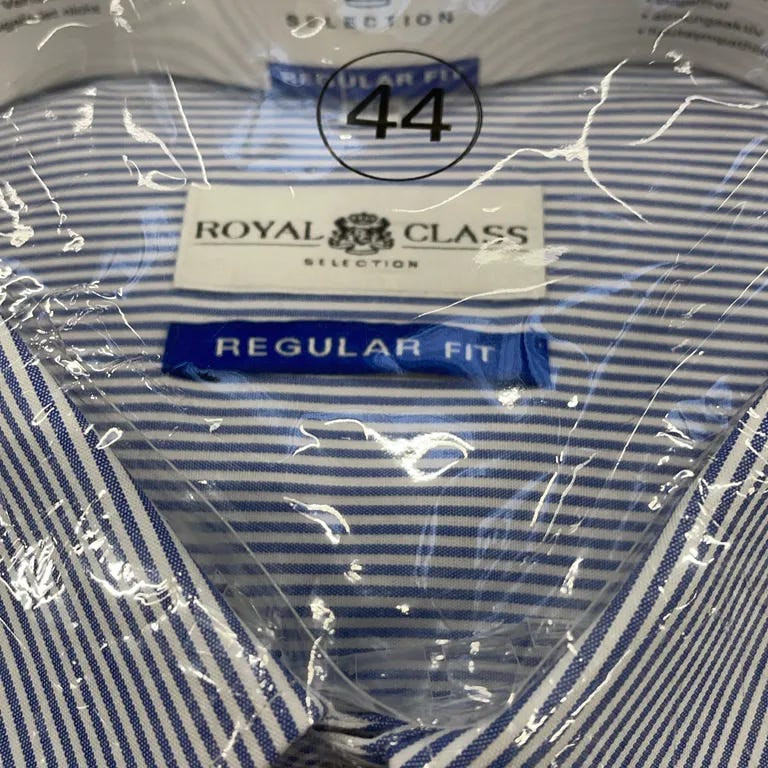 SELECTION
REGULAR FIT
44
ROYAL CLASS
SELECTION
REGULAR FIT